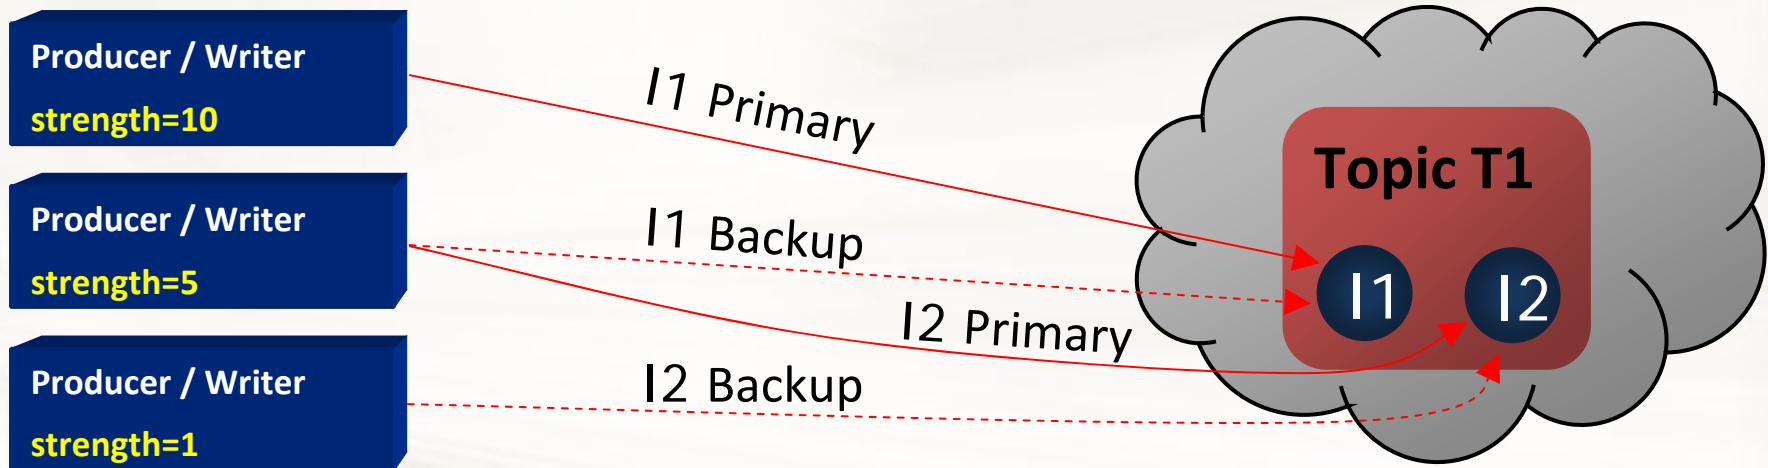 Producer / Writer
strength=10
I1 Primary
Producer / Writer
strength=5
I1 Backup
I2 Primary
Producer / Writer
strength=1
I2 Backup
Topic T1
I1
I2